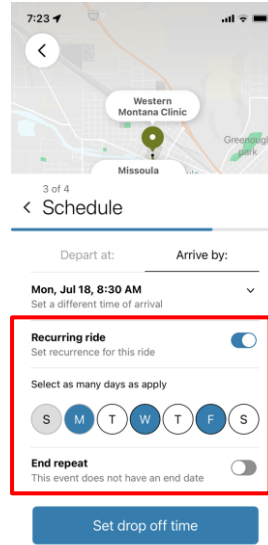 7:23
Western
Montana Clinic
Greenough
park
Missoula
3 of 4
Schedule
Depart at: Arrive by:
Mon, Jul 18, 8:30 AM
Set a different time of arrival
Recurring ride
Set recurrence for this ride
Select as many days as apply
S M T W T F S
End repeat
This event does not have an end date
Set drop off time